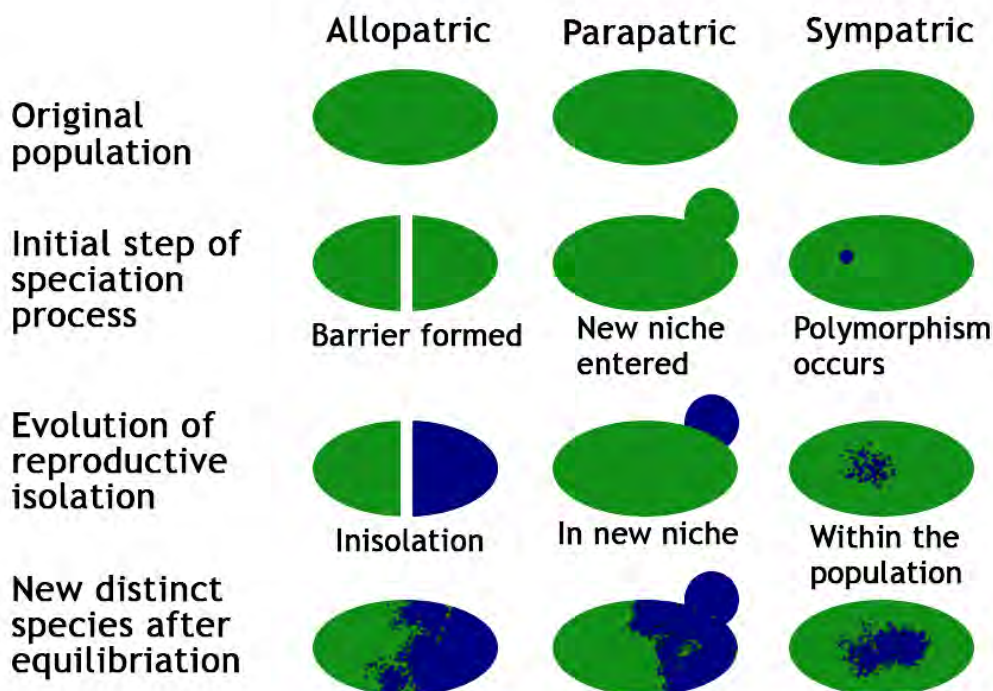 Allopatric
Parapatric
Sympatric
Original
population
Initial step of
speciation
process
Barrier formed
New niche
entered
Polymorphism
occurs
Evolution of
reproductive
isolation
Inisolation
In new niche
Within the
population
New distinct
species after
equilibriation